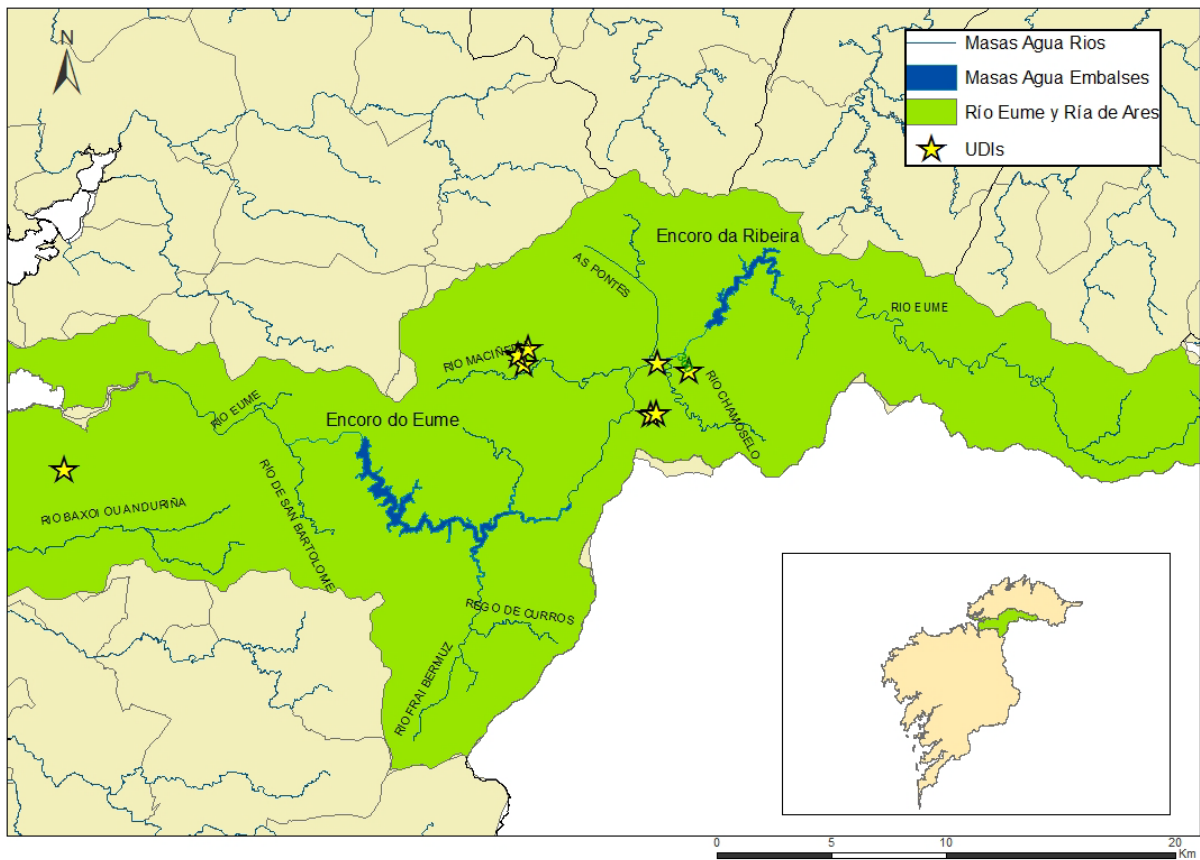 N
Masas Agua Rios
Masas Agua Embalses
Río Eume y Ría de Ares
UDIs
Encoro da Ribeira
AS PONTES
RIO EUME
RIO
RIO CHAMOSELO
RIO EUME
Encoro do Eume
RÍO DE SAN BARTOLOME
RIO BAXOI OU ANDURIÑA
REGO DE CURROS
RIO FRAI BERMUZ
0 5 10 20
Km